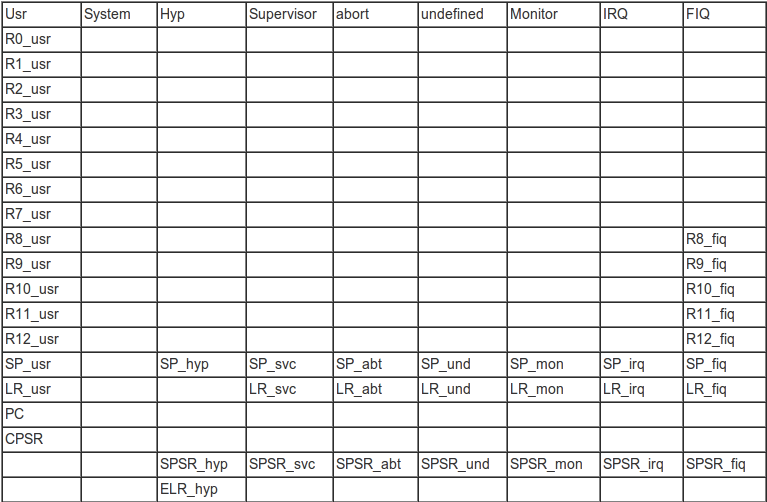 Usr System Hyp Supervisor abort undefined Monitor IRQ FIQ
R0_usr
R1_usr
R2_usr
R3_usr
R4_usr
R5_usr
R6_usr
R7_usr
R8_usr R8_fiq
R9_usr R9_fiq
R10_usr R10_fiq
R11_usr R11_fiq
R12_usr R12_fiq
SP_usr SP_hyp SP_svc SP_abt SP_und SP_mon SP_irq SP_fiq
LR_usr LR_svc LR_abt LR_und LR_mon LR_irq LR_fiq
PC
CPSR
SPSR_hyp SPSR_svc SPSR_abt SPSR_und SPSR_mon SPSR_irq SPSR_fiq
ELR_hyp